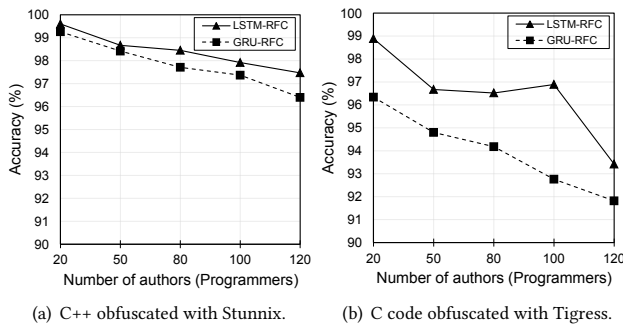 100
99
98
97
96
95
94
93
92
91
90
Accuracy (%)
LSTM-RFC
GRU-RFC
20 50 80 100 120
Number of authors (Programmers)
(a) C++ obfuscated with Stunnix.
100
99
98
97
96
95
94
93
92
91
90
Accuracy (%)
LSTM-RFC
GRU-RFC
20 50 80 100 120
Number of authors (Programmers)
(b) C code obfuscated with Tigress.